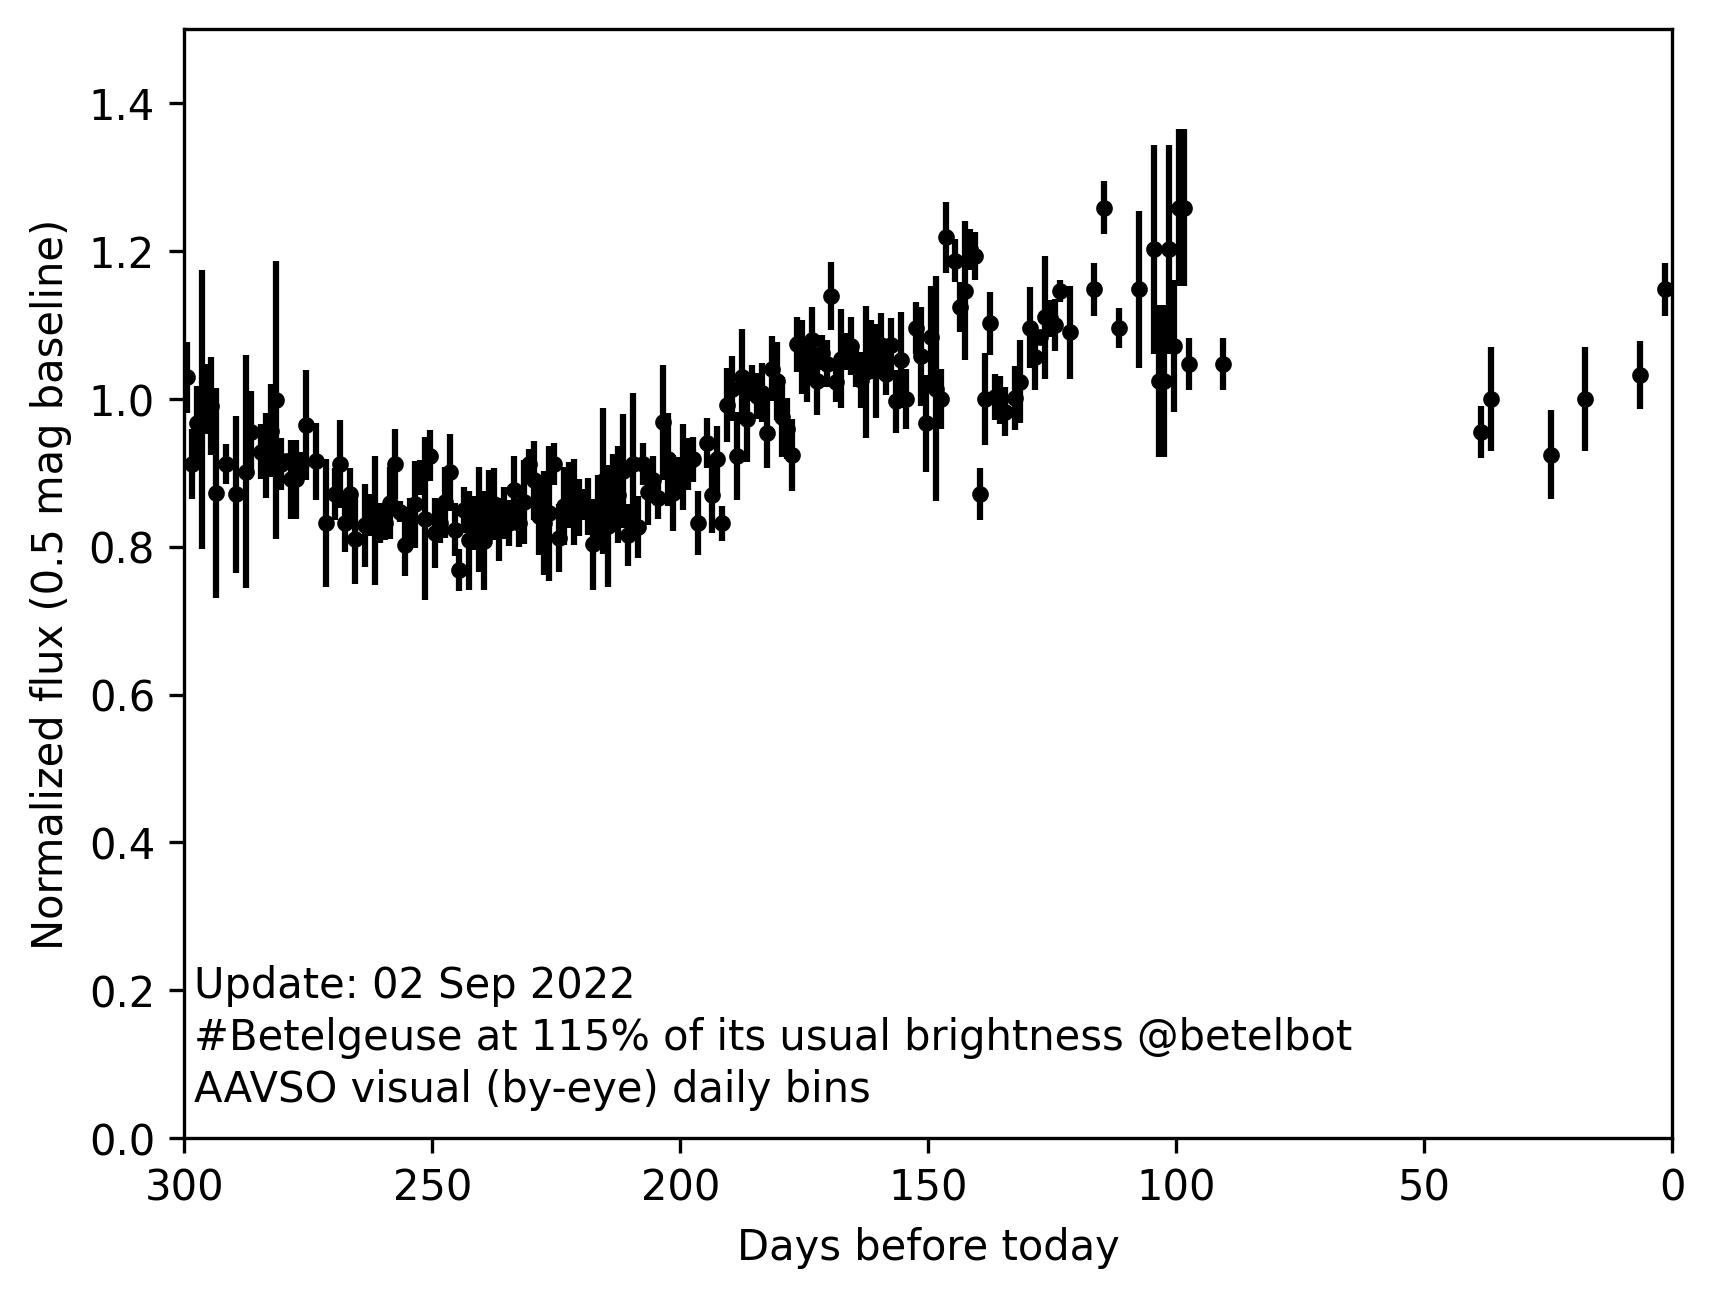 1.4
1.2
1.0
0.8
0.6
0.4
0.2
0.0
Normalized flux (0.5 mag baseline)
Update: 02 Sep 2022
#Betelgeuse at 115% of its usual brightness @betelbot
AAVSO visual (by-eye) daily bins
300 250 200 150 100 50 0
Days before today